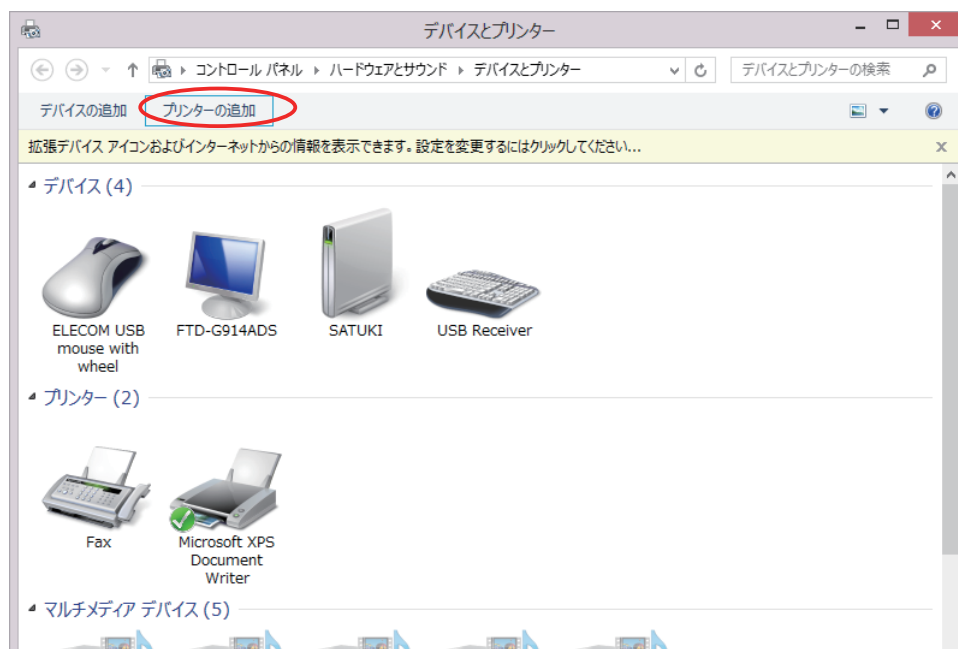 デバイスとプリンター
コントロール パネル ハードウェアとサウンド デバイスとプリンター デバイスとプリンターの検索
デバイスの追加 プリンターの追加
拡張デバイス アイコンおよびインターネットからの情報を表示できます。設定を変更するにはクリックしてください...
デバイス (4)
ELECOM USB mouse with wheel
FTD-G914ADS
SATUKI
USB Receiver
プリンター (2)
Fax
Microsoft XPS Document Writer
マルチメディア デバイス (5)